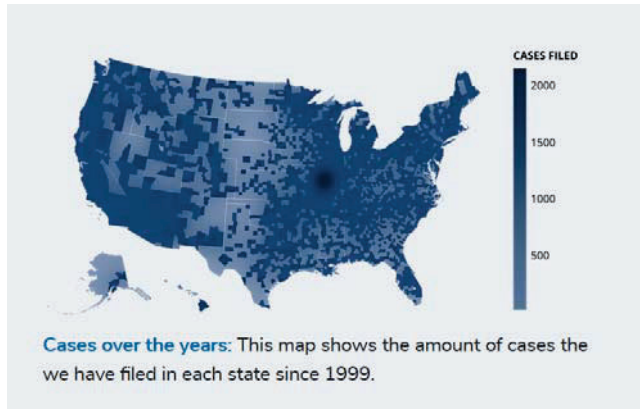 CASES FILED
2000
1500
1000
500
Cases over the years: This map shows the amount of cases the
we have filed in each state since 1999.